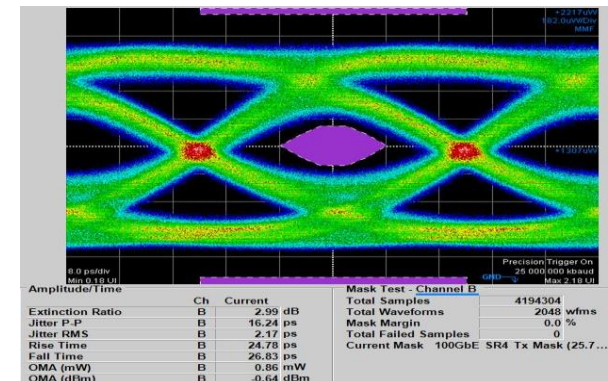 +2217uW
182.0uW/Div
MMF
+1307uW
Precision Trigger On
8.0 ps/div
25 000 000 kbaud
Min 0.18 UI
GND
Max 2.18 UI
Amplitude/Time
Mask Test - Channel B
Ch Current
Total Samples 4194304
Extinction Ratio B 2.99 dB
Total Waveforms 2048 wfms
Jitter P-P B 16.24 ps
Mask Margin 0.0 %
Jitter RMS B 2.17 ps
Total Failed Samples 0
Rise Time B 24.78 ps
Current Mask 100GbE SR4 Tx Mask (25.7...
Fall Time B 26.83 ps
OMA (mW) B 0.86 mW
OMA (dBm) B -0.64 dBm